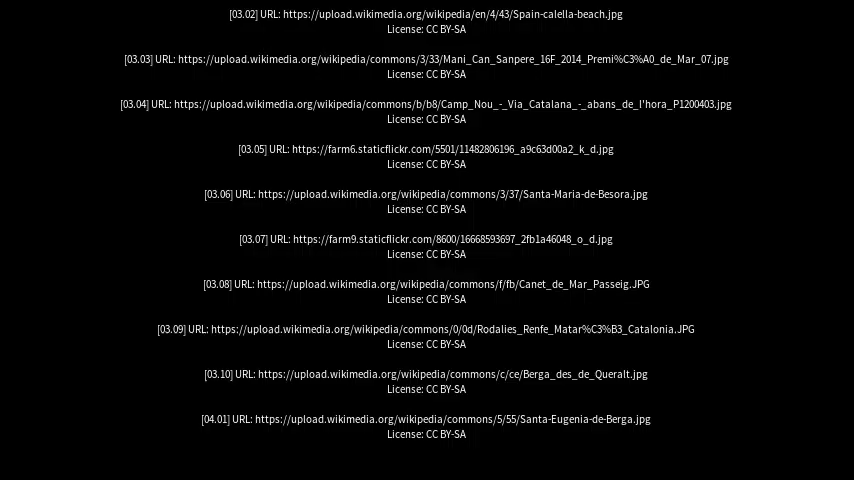 [03.02] URL: https://upload.wikimedia.org/wikipedia/en/4/43/Spain-calella-beach.jpg
License: CC BY-SA
[03.03] URL: https://upload.wikimedia.org/wikipedia/commons/3/33/Mani_Can_Sanpere_16F_2014_Premi%C3%A0_de_Mar_07.jpg
License: CC BY-SA
[03.04] URL: https://upload.wikimedia.org/wikipedia/commons/b/b8/Camp_Nou_-_Via_Catalana_-_abans_de_l'hora_P1200403.jpg
License: CC BY-SA
[03.05] URL: https://farm6.staticflickr.com/5501/11482806196_a9c63d00a2_k_d.jpg
License: CC BY-SA
[03.06] URL: https://upload.wikimedia.org/wikipedia/commons/3/37/Santa-Maria-de-Besora.jpg
License: CC BY-SA
[03.07] URL: https://farm9.staticflickr.com/8600/16668593697_2fb1a46048_o_d.jpg
License: CC BY-SA
[03.08] URL: https://upload.wikimedia.org/wikipedia/commons/f/fb/Canet_de_Mar_Passeig.JPG
License: CC BY-SA
[03.09] URL: https://upload.wikimedia.org/wikipedia/commons/0/0d/Rodalies_Renfe_Matar%C3%B3_Catalonia.JPG
License: CC BY-SA
[03.10] URL: https://upload.wikimedia.org/wikipedia/commons/c/ce/Berga_des_de_Queralt.jpg
License: CC BY-SA
[04.01] URL: https://upload.wikimedia.org/wikipedia/commons/5/55/Santa-Eugenia-de-Berga.jpg
License: CC BY-SA